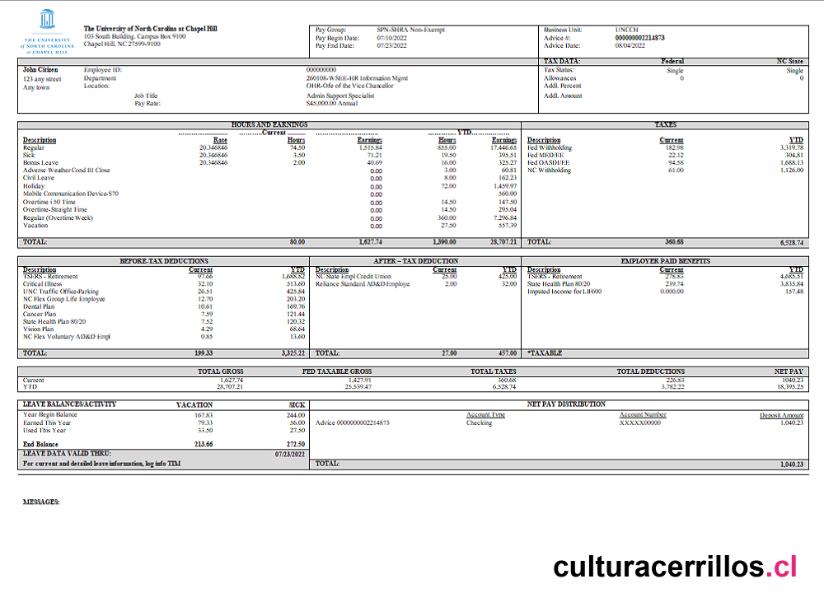 The University of North Carolina at Chapel Hill
103 South Building, Campus Box 9100
Chapel Hill, NC 27599-9100
THE UNIVERSITY
of NORTH CAROLINA
at CHAPEL HILL
Pay Group: SPN-SHRA Non-Exempt
Pay Begin Date: 07/10/2022
Pay End Date: 07/23/2022
Business Unit: UNCCH
Advice #: 000000002214873
Advice Date: 08/04/2022
John Citizen
123 any street
Any town
Employee ID: 000000000
Department 260108-WSEE-HR Information Mgmt
Location: OHR-Ofc of the Vice Chancellor
Job Title Admin Support Specialist
Pay Rate: $45,000.00 Annual
TAX DATA: Federal NC State
Tax Status: Single Single
Allowances 0 0
Addl. Percent
Addl. Amount
HOURS AND EARNINGS
Current YTD
Description Rate Hours Earnings Hours Earnings
Regular 20.346846 74.50 1,515.84 855.00 17,446.65
Sick 20.346846 3.50 71.21 19.50 395.51
Bonus Leave 20.346846 2.00 40.69 16.00 325.27
Adverse Weather Cond III Close 0.00 3.00 60.81
Civil Leave 0.00 8.00 162.23
Holiday 0.00 72.00 1,459.97
Mobile Communication Device-S70 0.00 560.00
Overtime 1.50 Time 0.00 14.50 147.50
Overtime-Straight Time 0.00 14.50 295.04
Regular (Overtime Week) 0.00 360.00 7,296.84
Vacation 0.00 27.50 557.39
TOTAL: 80.00 1,627.74 1,390.00 28,707.21
TAXES
Description Current YTD
Fed Withholding 182.98 3,319.78
Fed MED/EE 22.12 394.81
Fed OASDI/EE 94.58 1,688.13
NC Withholding 61.00 1,126.00
TOTAL: 360.68 6,528.74
BEFORE-TAX DEDUCTIONS
Description Current YTD
TSERS - Retirement 97.66 1,688.82
Critical Illness 32.10 513.60
UNC Traffic Office-Parking 26.51 425.84
NC Flex Group Life Employee 12.70 203.20
Dental Plan 10.61 169.76
Cancer Plan 7.59 121.44
State Health Plan 80/20 7.52 120.32
Vision Plan 4.29 68.64
NC Flex Voluntary AD&D Empl 0.85 13.60
TOTAL: 199.83 3,325.22
AFTER – TAX DEDUCTION
Description Current YTD
NC State Empl Credit Union 25.00 425.00
Reliance Standard AD&D Employe 2.00 32.00
TOTAL: 27.00 457.00
EMPLOYER PAID BENEFITS
Description Current YTD
TSERS - Retirement 278.83 4,685.51
State Health Plan 80/20 239.74 3,835.84
Imputed Income for LIF600 0.000.00 157.48
*TAXABLE
TOTAL GROSS FED TAXABLE GROSS TOTAL TAXES TOTAL DEDUCTIONS NET PAY
Current 1,627.74 1,427.91 360.68 226.83 1040.23
YTD 28,707.21 25,539.47 6,528.74 3,782.22 18,395.25
LEAVE BALANCES/ACTIVITY VACATION SICK
Year Begin Balance 167.83 244.00
Earned This Year 79.33 56.00
Used This Year 33.50 27.50
End Balance 213.66 272.50
LEAVE DATA VALID THRU: 07/23/2022
For current and detailed leave information, log info TIM
NET PAY DISTRIBUTION
Account Type Account Number Deposit Amount
Advice 0000000002214873 Checking XXXXX00000 1,040.23
TOTAL: 1,040.23
MESSAGES:
culturacerrillos.cl